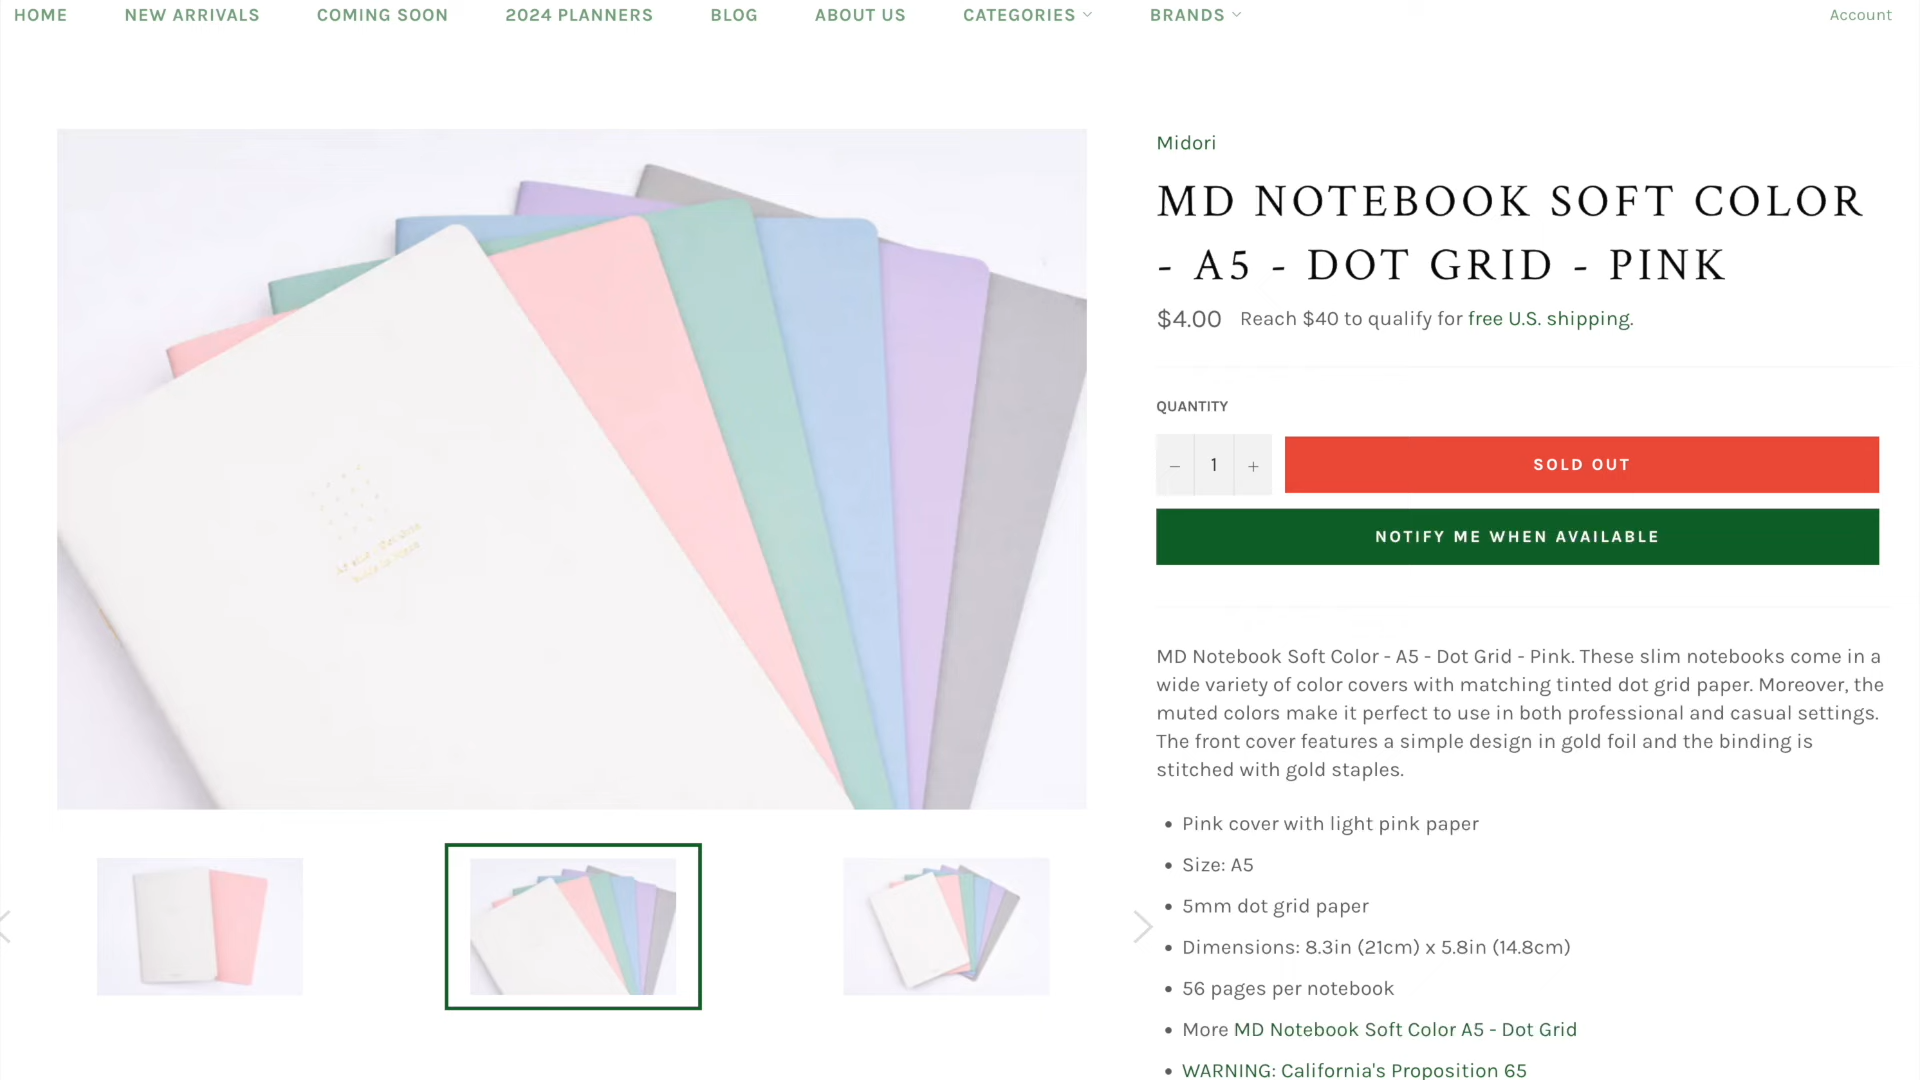 HOME NEW ARRIVALS COMING SOON 2024 PLANNERS BLOG ABOUT US CATEGORIES BRANDS Account
Midori
MD NOTEBOOK SOFT COLOR
- A5 - DOT GRID - PINK
$4.00 Reach $40 to qualify for free U.S. shipping.
QUANTITY
− 1 + SOLD OUT
NOTIFY ME WHEN AVAILABLE
MD Notebook Soft Color - A5 - Dot Grid - Pink. These slim notebooks come in a
wide variety of color covers with matching tinted dot grid paper. Moreover, the
muted colors make it perfect to use in both professional and casual settings.
The front cover features a simple design in gold foil and the binding is
stitched with gold staples.
• Pink cover with light pink paper
• Size: A5
• 5mm dot grid paper
• Dimensions: 8.3in (21cm) x 5.8in (14.8cm)
• 56 pages per notebook
• More MD Notebook Soft Color A5 - Dot Grid
• WARNING: California's Proposition 65